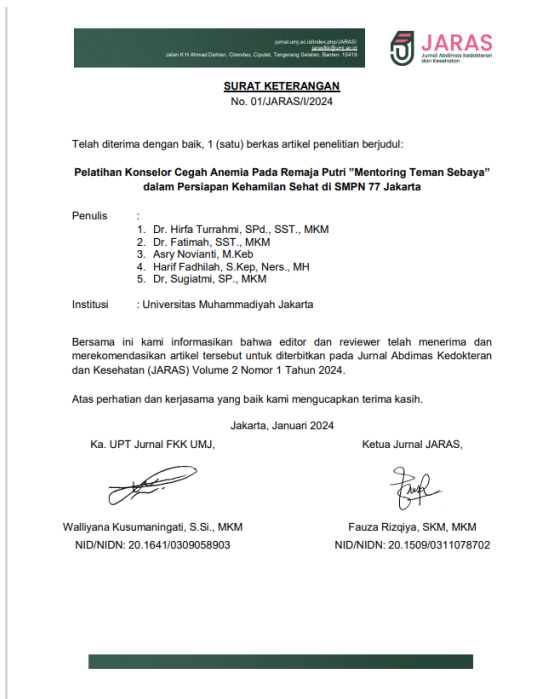 jurnal.umj.ac.id/index.php/JARAS/
jarasfkk@umj.ac.id
Jalan K.H Ahmad Dahlan, Cirendeu, Ciputat, Tangerang Selatan, Banten. 15419
JARAS
Jurnal Abdimas Kedokteran
dan Kesehatan
SURAT KETERANGAN
No. 01/JARAS/I/2024
Telah diterima dengan baik, 1 (satu) berkas artikel penelitian berjudul:
Pelatihan Konselor Cegah Anemia Pada Remaja Putri ”Mentoring Teman Sebaya”
dalam Persiapan Kehamilan Sehat di SMPN 77 Jakarta
Penulis :
1. Dr. Hirfa Turrahmi, SPd., SST., MKM
2. Dr. Fatimah, SST., MKM
3. Asry Novianti, M.Keb
4. Harif Fadhilah, S.Kep, Ners., MH
5. Dr, Sugiatmi, SP., MKM
Institusi : Universitas Muhammadiyah Jakarta
Bersama ini kami informasikan bahwa editor dan reviewer telah menerima dan
merekomendasikan artikel tersebut untuk diterbitkan pada Jurnal Abdimas Kedokteran
dan Kesehatan (JARAS) Volume 2 Nomor 1 Tahun 2024.
Atas perhatian dan kerjasama yang baik kami mengucapkan terima kasih.
Jakarta, Januari 2024
Ka. UPT Jurnal FKK UMJ, Ketua Jurnal JARAS,
Walliyana Kusumaningati, S.Si., MKM Fauza Rizqiya, SKM, MKM
NID/NIDN: 20.1641/0309058903 NID/NIDN: 20.1509/0311078702